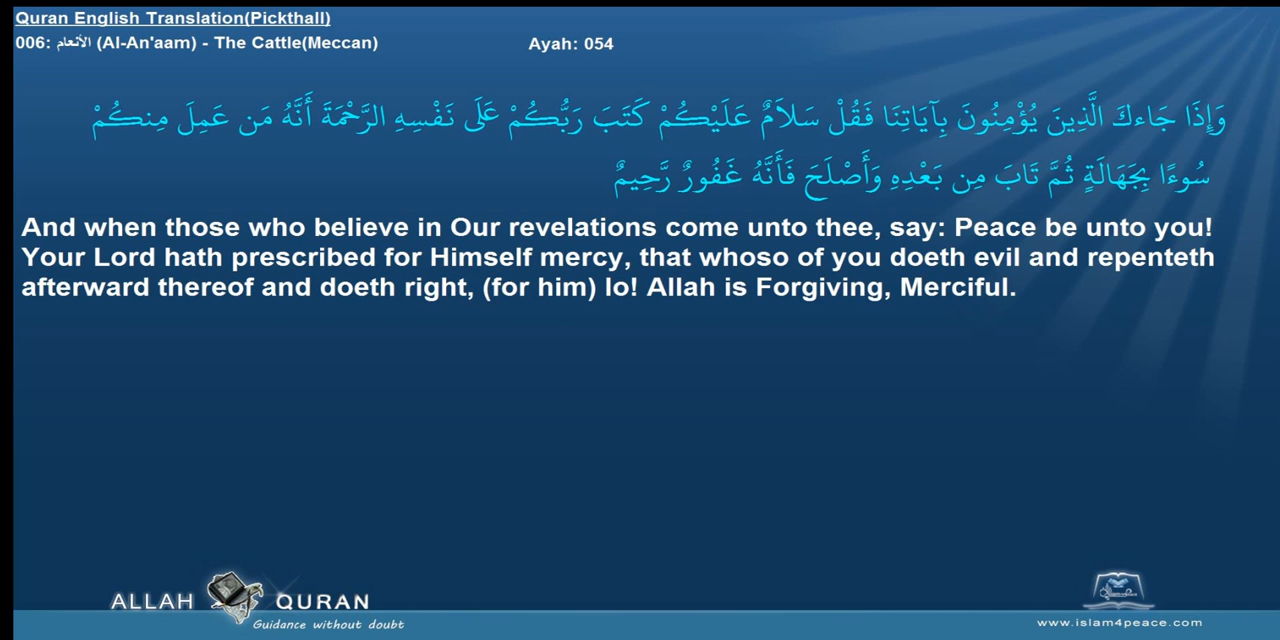 Quran English Translation(Pickthall)
006: الأنعام (Al-An'aam) - The Cattle(Meccan)
Ayah: 054
وَإِذَا جَاءكَ الَّذِينَ يُؤْمِنُونَ بِآيَاتِنَا فَقُلْ سَلاَمٌ عَلَيْكُمْ كَتَبَ رَبُّكُمْ عَلَى نَفْسِهِ الرَّحْمَةَ أَنَّهُ مَن عَمِلَ مِنكُمْ
سُوءًا بِجَهَالَةٍ ثُمَّ تَابَ مِن بَعْدِهِ وَأَصْلَحَ فَأَنَّهُ غَفُورٌ رَّحِيمٌ
And when those who believe in Our revelations come unto thee, say: Peace be unto you!
Your Lord hath prescribed for Himself mercy, that whoso of you doeth evil and repenteth
afterward thereof and doeth right, (for him) lo! Allah is Forgiving, Merciful.
ALLAH QURAN
Guidance without doubt
www.islam4peace.com